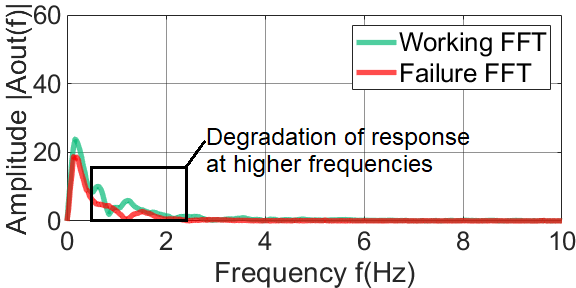 Amplitude |Aout(f)|
60
40
20
0
Working FFT
Failure FFT
Degradation of response
at higher frequencies
0 2 4 6 8 10
Frequency f(Hz)